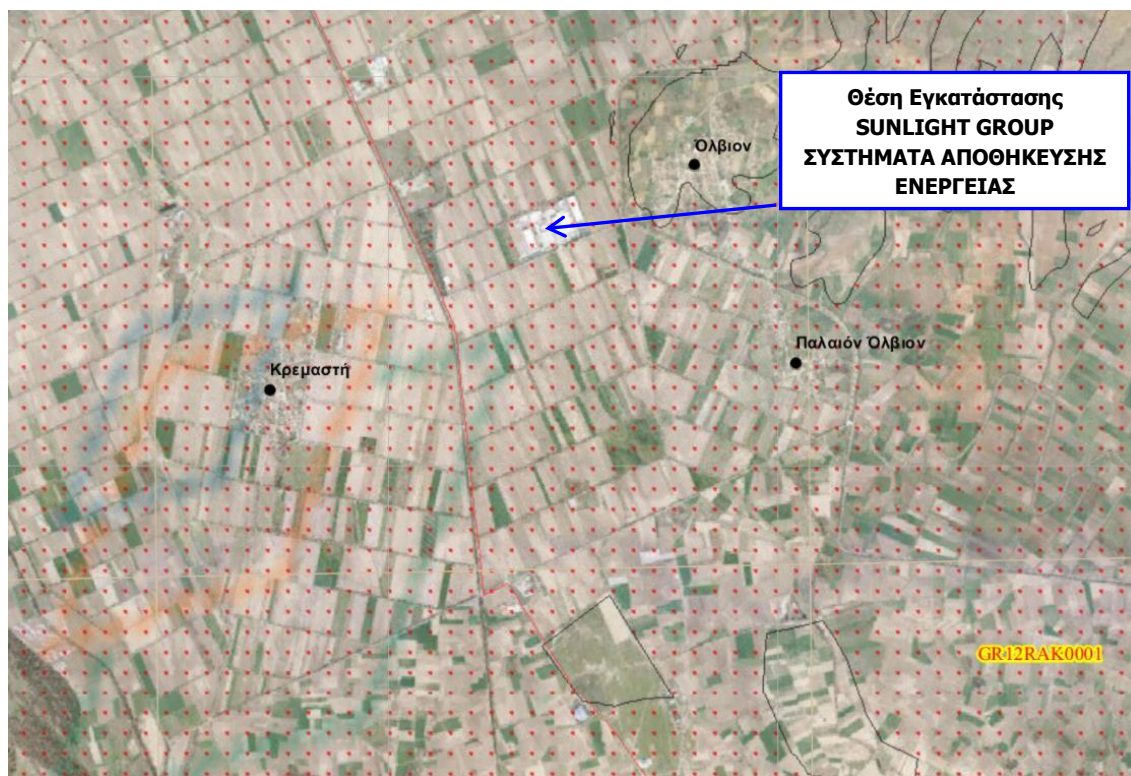 Θέση Εγκατάστασης
SUNLIGHT GROUP
ΣΥΣΤΗΜΑΤΑ ΑΠΟΘΗΚΕΥΣΗΣ
ΕΝΕΡΓΕΙΑΣ
Όλβιον
Παλαιόν Όλβιον
Κρεμαστή
GR12RAK0001